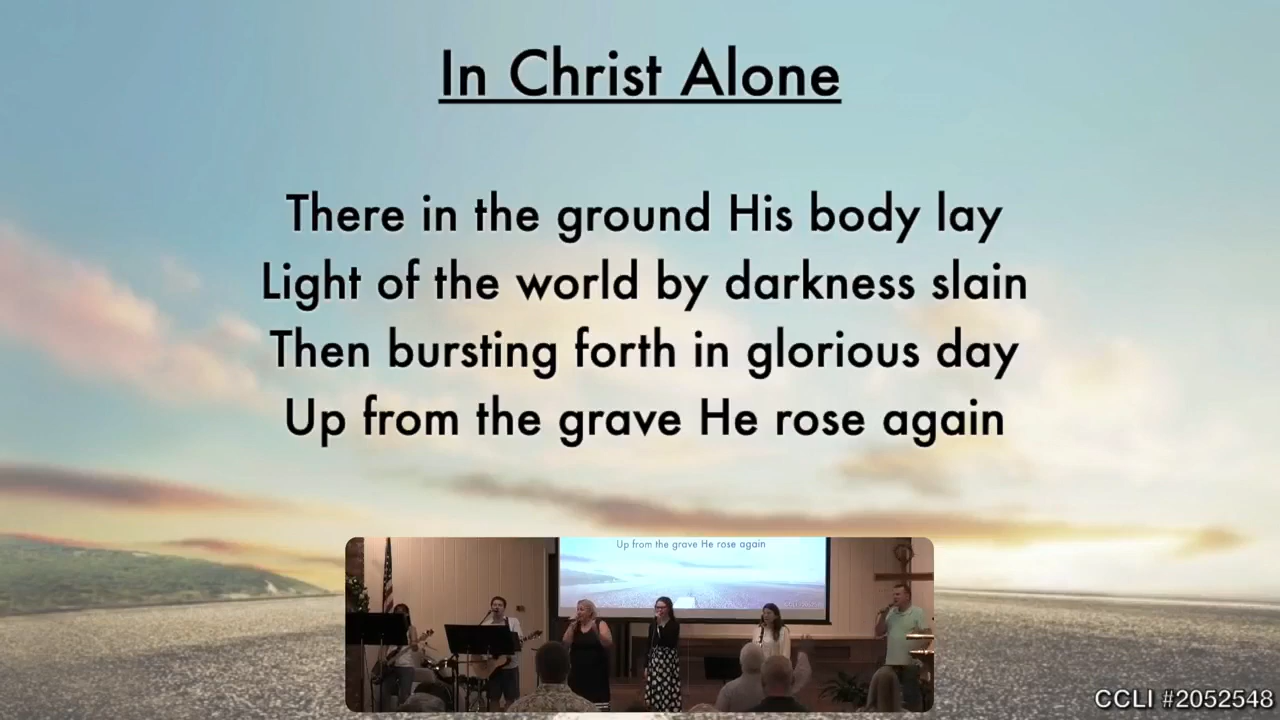 In Christ Alone
There in the ground His body lay
Light of the world by darkness slain
Then bursting forth in glorious day
Up from the grave He rose again
Up from the grave He rose again
CCLI #2052548